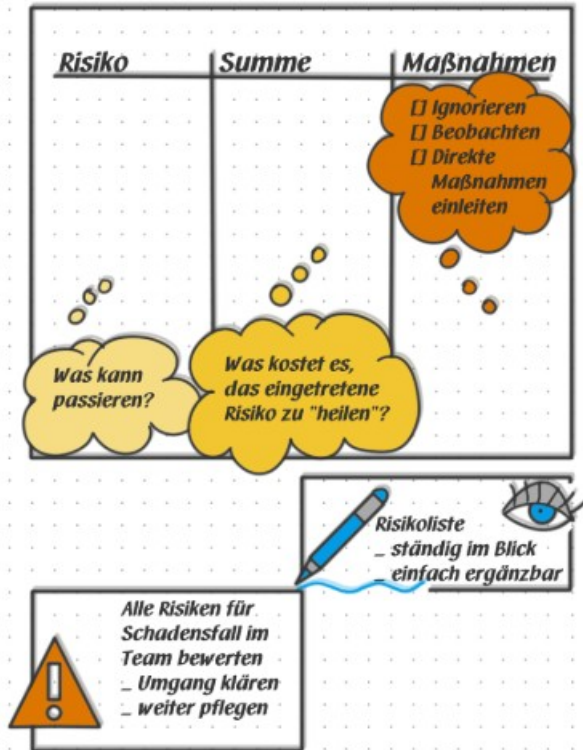 Risiko
Summe
Maßnahmen
[] Ignorieren
[] Beobachten
[] Direkte
Maßnahmen
einleiten
Was kann
passieren?
Was kostet es,
das eingetretene
Risiko zu "heilen"?
Risikoliste
_ ständig im Blick
_ einfach ergänzbar
Alle Risiken für
Schadensfall im
Team bewerten
_ Umgang klären
_ weiter pflegen